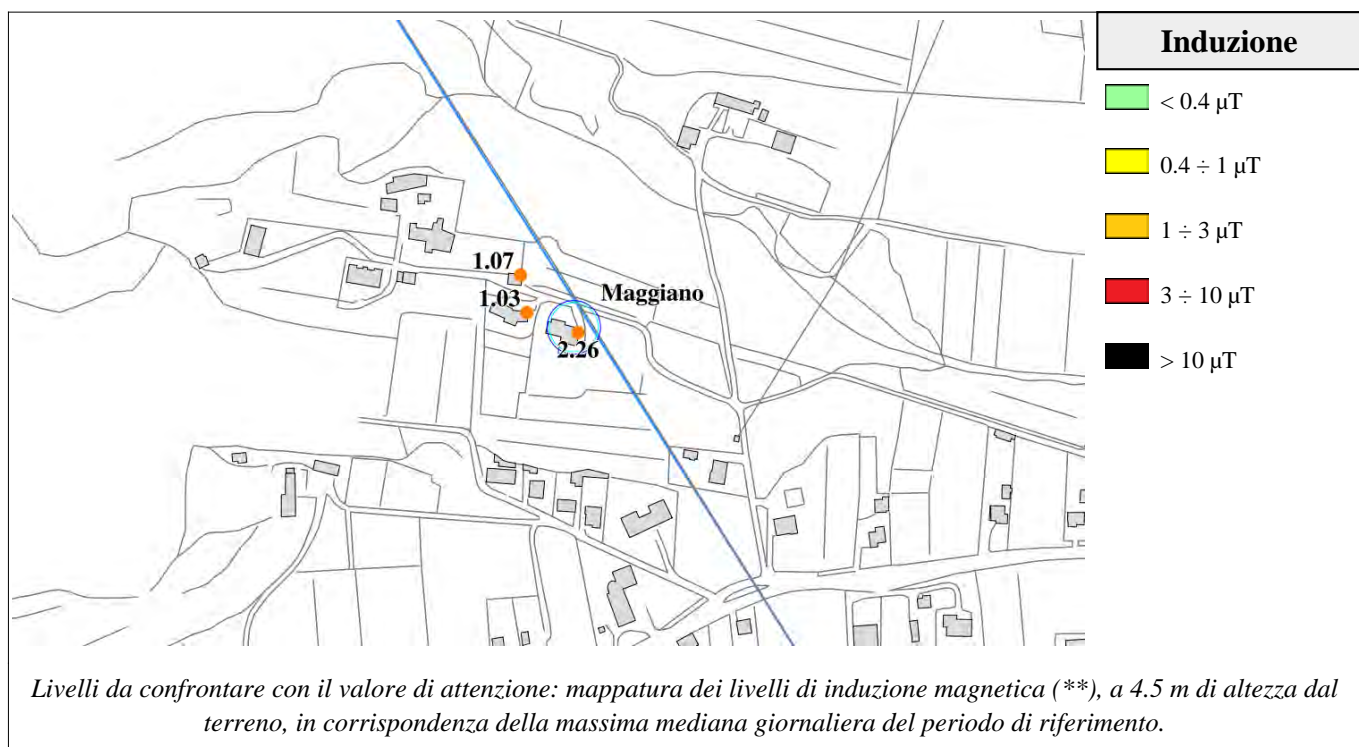 Induzione
< 0.4 µT
0.4 ÷ 1 µT
1 ÷ 3 µT
3 ÷ 10 µT
> 10 µT
1.07
1.03
Maggiano
2.26
Livelli da confrontare con il valore di attenzione: mappatura dei livelli di induzione magnetica (**), a 4.5 m di altezza dal
terreno, in corrispondenza della massima mediana giornaliera del periodo di riferimento.